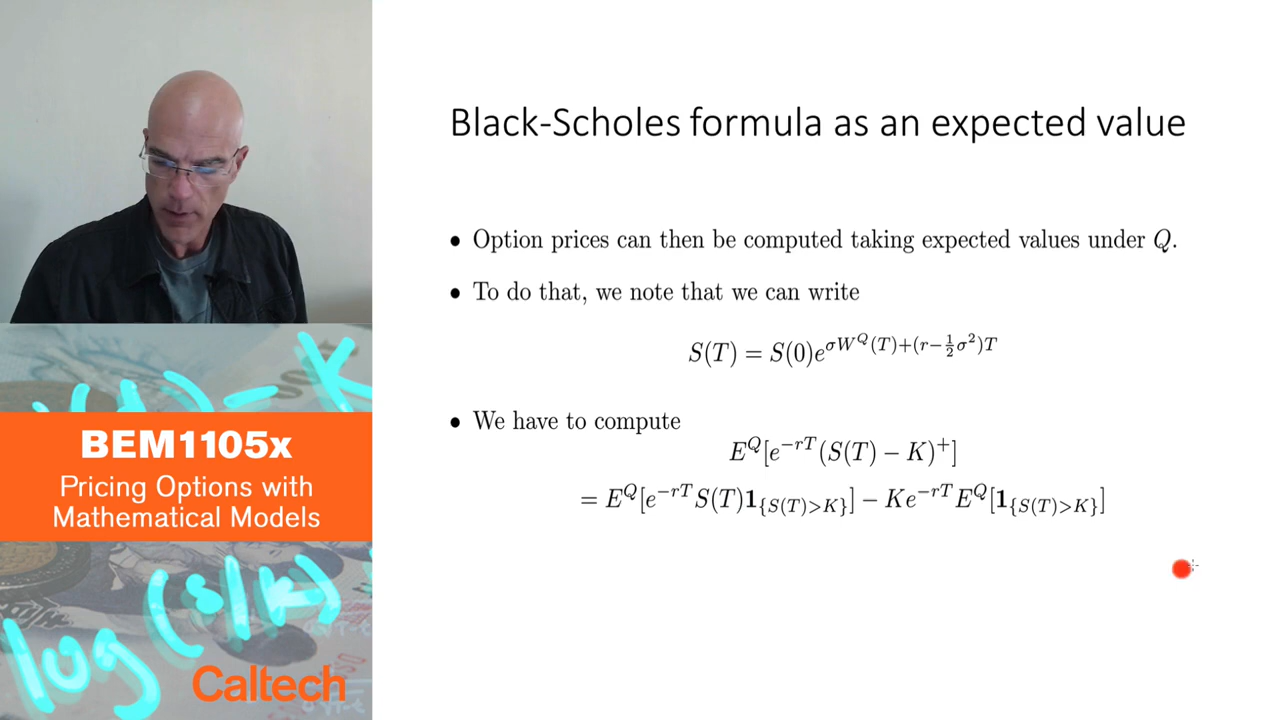 Black-Scholes formula as an expected value
• Option prices can then be computed taking expected values under Q.
• To do that, we note that we can write
S(T) = S(0)e^{σW^Q(T)+(r−½σ²)T}
• We have to compute
E^Q[e^{−rT}(S(T) − K)^+]
= E^Q[e^{−rT}S(T)1_{{S(T)>K}}] − Ke^{−rT}E^Q[1_{{S(T)>K}}]
− K
BEM1105x
Pricing Options with
Mathematical Models
log(s/k)
Caltech